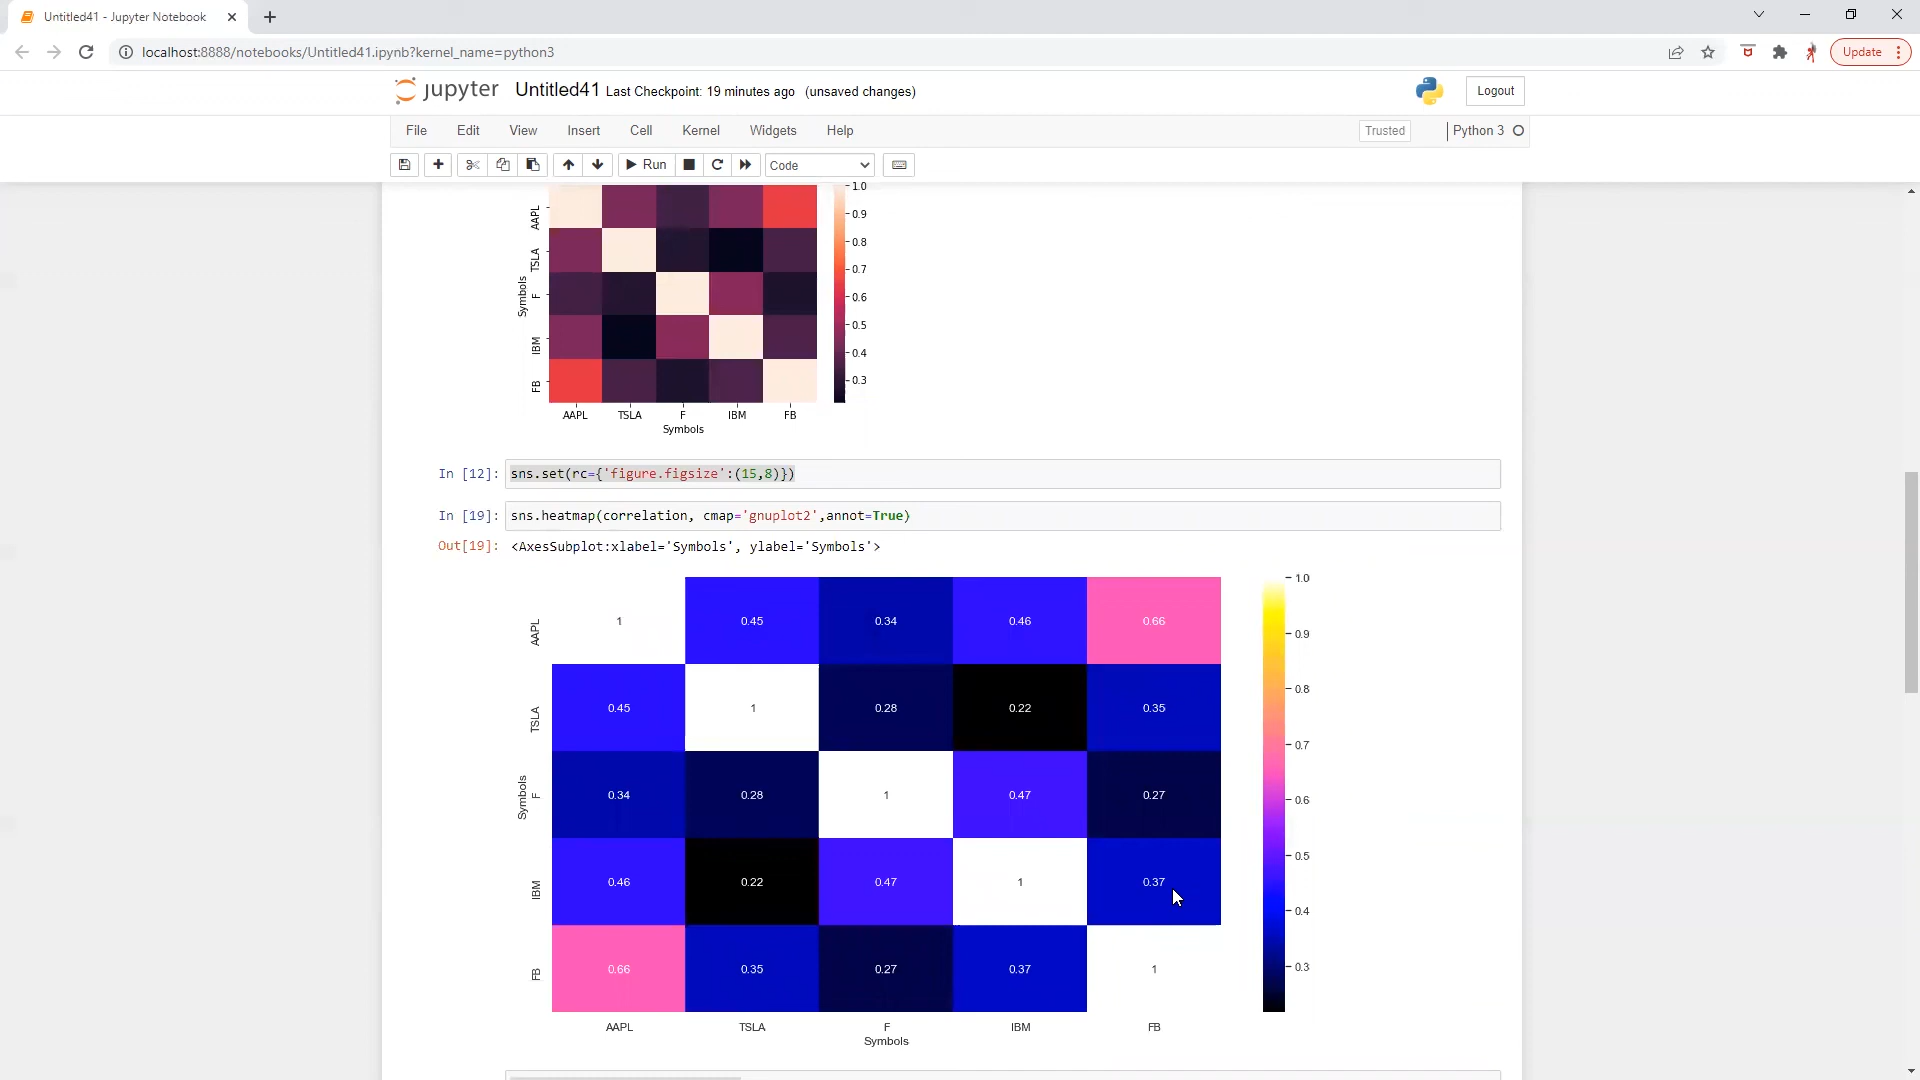 Untitled41 - Jupyter Notebook
localhost:8888/notebooks/Untitled41.ipynb?kernel_name=python3
Update
jupyter Untitled41 Last Checkpoint: 19 minutes ago (unsaved changes)
Logout
File Edit View Insert Cell Kernel Widgets Help
Trusted Python 3
Run Code
AAPL
TSLA
F
IBM
FB
Symbols
AAPL TSLA F IBM FB
Symbols
1.0
0.9
0.8
0.7
0.6
0.5
0.4
0.3
In [12]: sns.set(rc={'figure.figsize':(15,8)})
In [19]: sns.heatmap(correlation, cmap='gnuplot2',annot=True)
Out[19]: <AxesSubplot:xlabel='Symbols', ylabel='Symbols'>
AAPL 1 0.45 0.34 0.46 0.66
TSLA 0.45 1 0.28 0.22 0.35
F 0.34 0.28 1 0.47 0.27
IBM 0.46 0.22 0.47 1 0.37
FB 0.66 0.35 0.27 0.37 1
Symbols
AAPL TSLA F IBM FB
Symbols
1.0
0.9
0.8
0.7
0.6
0.5
0.4
0.3